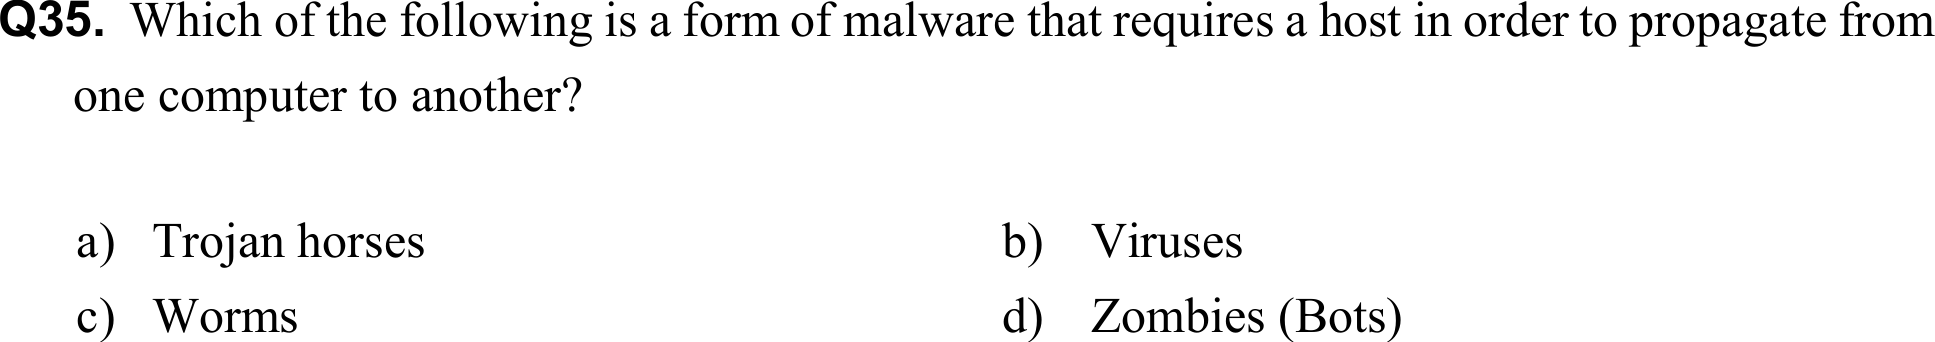 Q35. Which of the following is a form of malware that requires a host in order to propagate from
one computer to another?
a) Trojan horses b) Viruses
c) Worms d) Zombies (Bots)